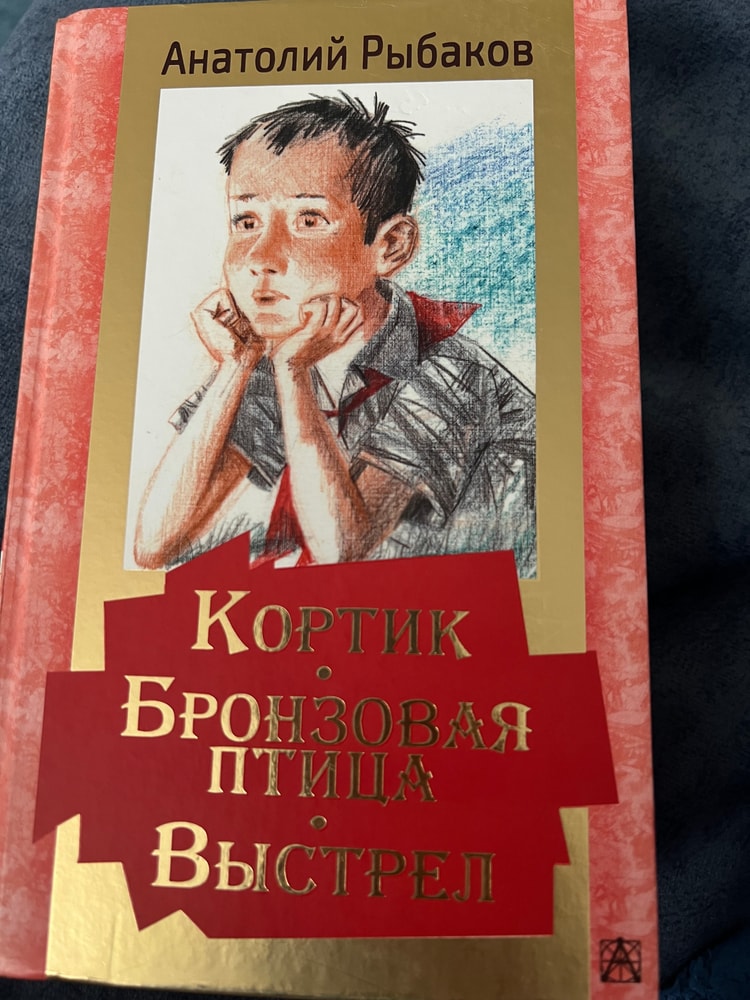 Анатолий Рыбаков
Кортик
•
Бронзовая
птица
•
Выстрел